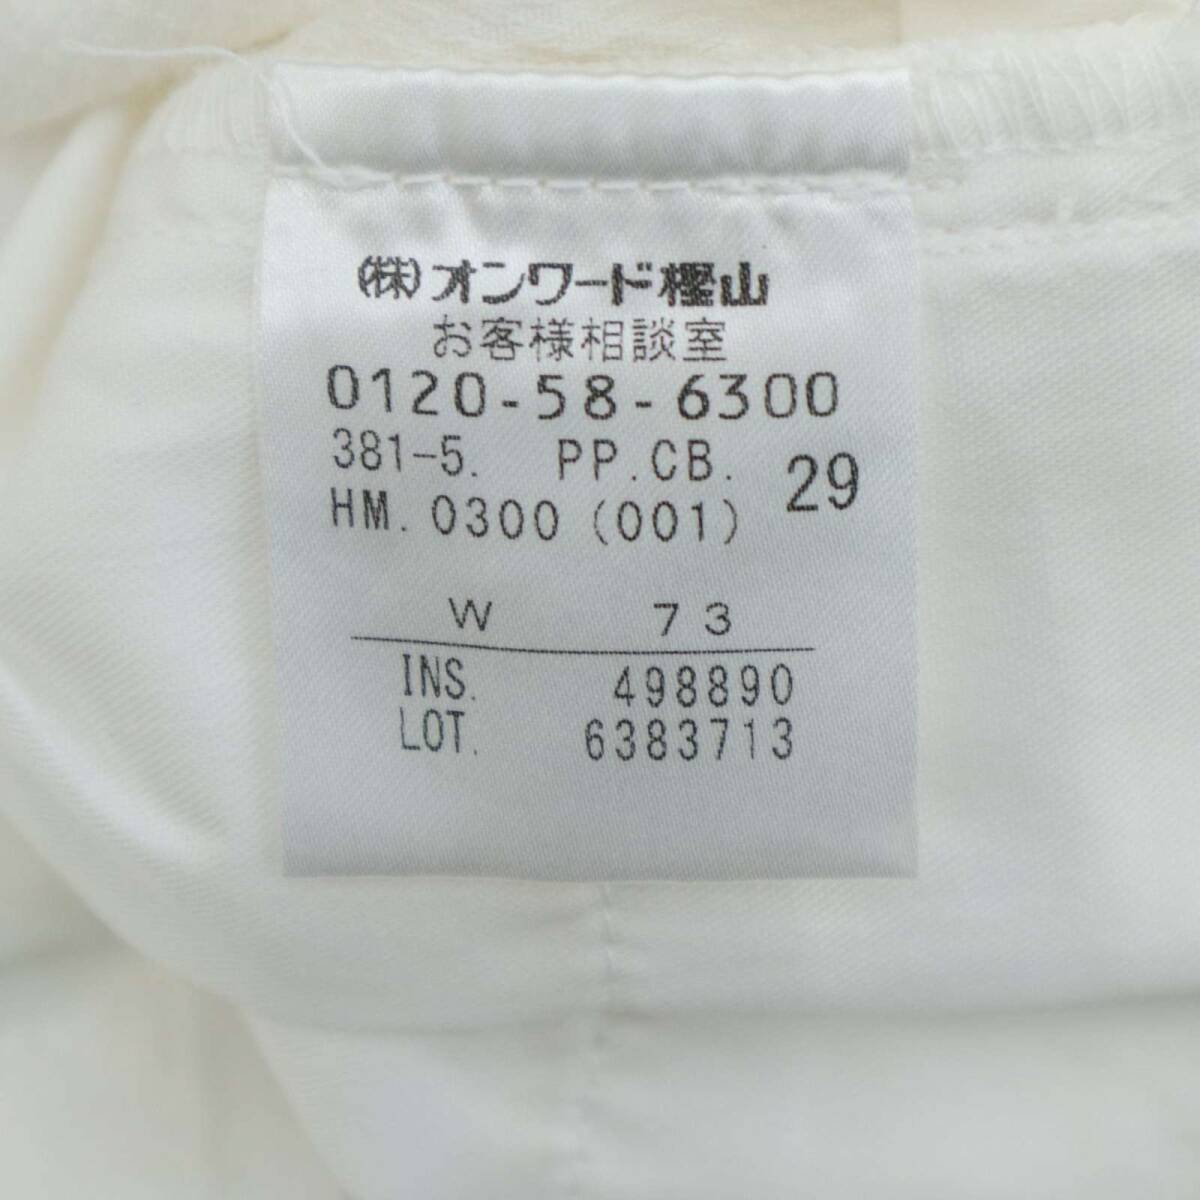 (株)オンワード樫山
お客様相談室
0120-58-6300
381-5. PP.CB. 29
HM. 0300 (001)
W 73
INS. 498890
LOT. 6383713